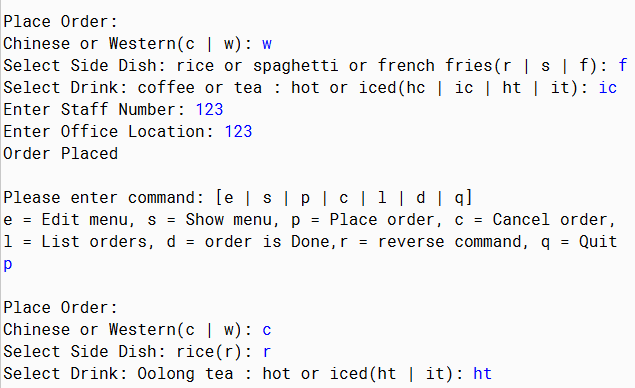 Place Order:
Chinese or Western(c | w): w
Select Side Dish: rice or spaghetti or french fries(r | s | f): f
Select Drink: coffee or tea : hot or iced(hc | ic | ht | it): ic
Enter Staff Number: 123
Enter Office Location: 123
Order Placed
Please enter command: [e | s | p | c | l | d | q]
e = Edit menu, s = Show menu, p = Place order, c = Cancel order,
l = List orders, d = order is Done,r = reverse command, q = Quit
p
Place Order:
Chinese or Western(c | w): c
Select Side Dish: rice(r): r
Select Drink: Oolong tea : hot or iced(ht | it): ht